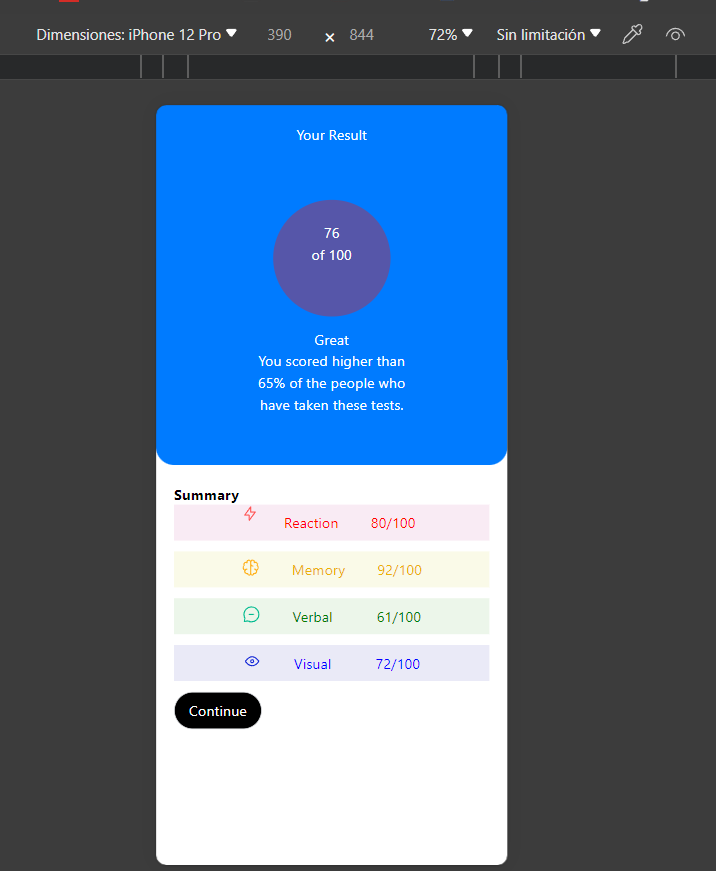 Dimensiones: iPhone 12 Pro 390 × 844 72% Sin limitación
Your Result
76
of 100
Great
You scored higher than
65% of the people who
have taken these tests.
Summary
Reaction 80/100
Memory 92/100
Verbal 61/100
Visual 72/100
Continue